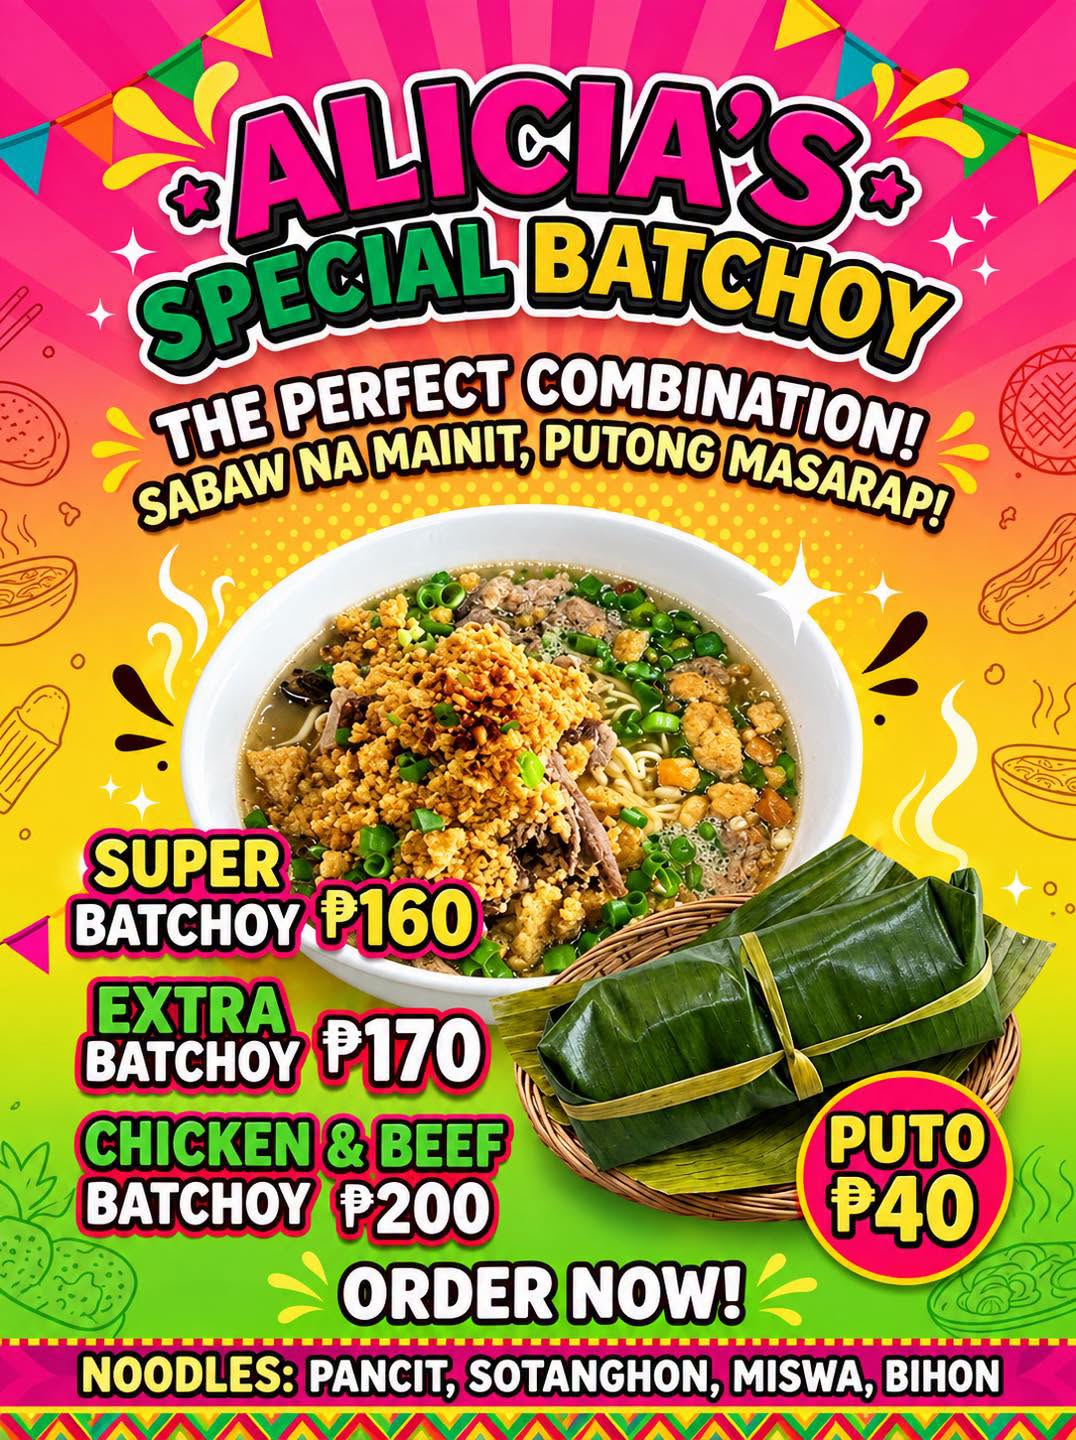 ALICIA'S
SPECIAL BATCHOY
THE PERFECT COMBINATION!
SABAW NA MAINIT, PUTONG MASARAP!
SUPER
BATCHOY ₱160
EXTRA
BATCHOY ₱170
CHICKEN & BEEF
BATCHOY ₱200
PUTO
₱40
ORDER NOW!
NOODLES: PANCIT, SOTANGHON, MISWA, BIHON